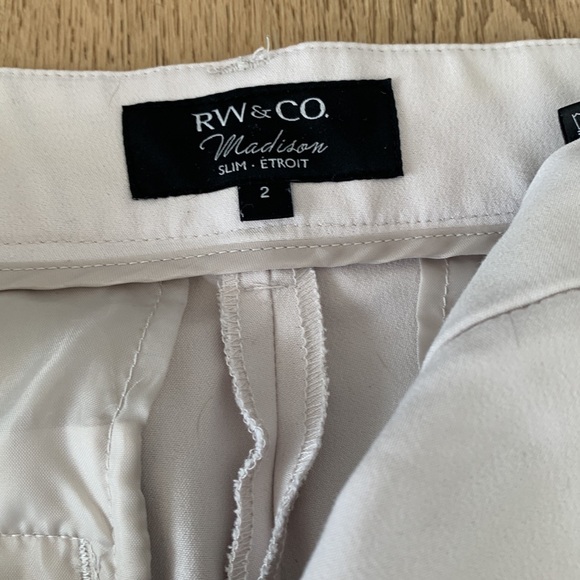 RW&CO.
Madison
SLIM · ÉTROIT
2